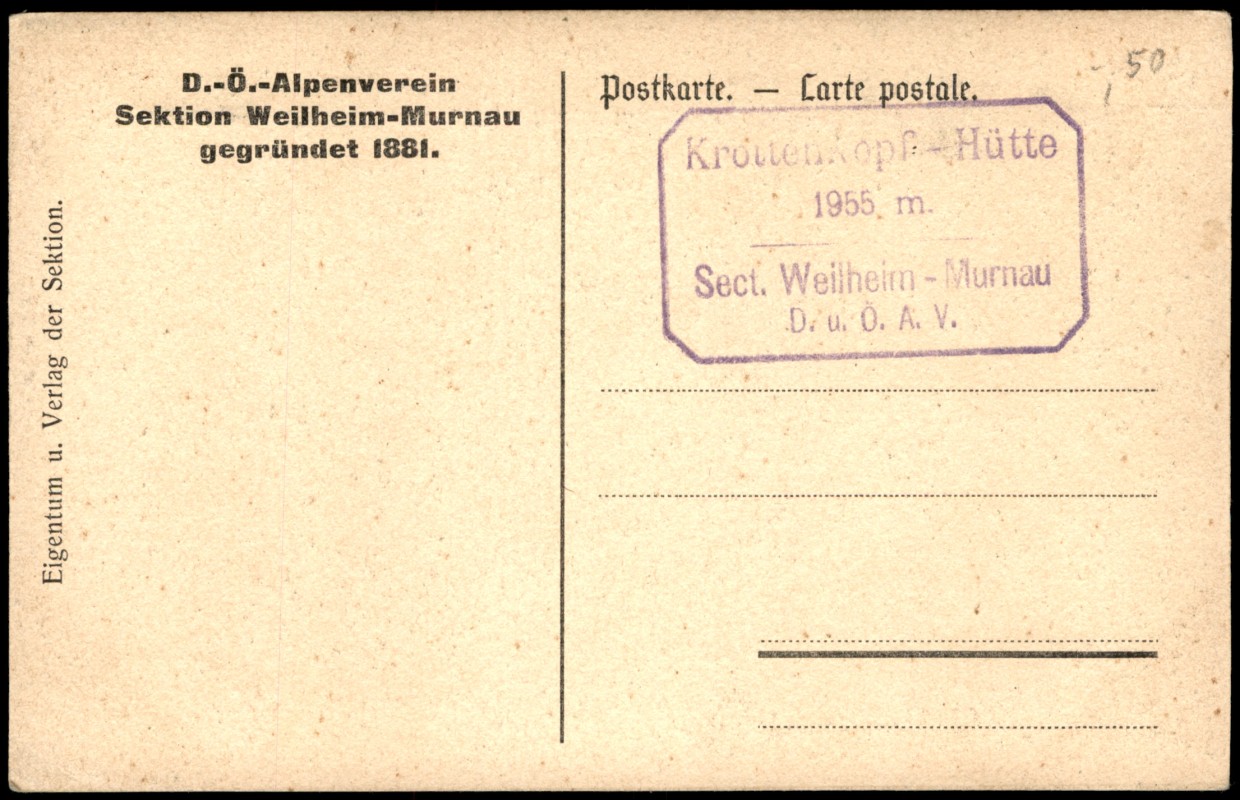 D.-Ö.-Alpenverein
Sektion Weilheim-Murnau
gegründet 1881.
Eigentum u. Verlag der Sektion.
Postkarte. — Carte postale.
50
Krottenkopf - Hütte
1955 m.
Sect. Weilheim - Murnau
D. u. Ö. A. V.